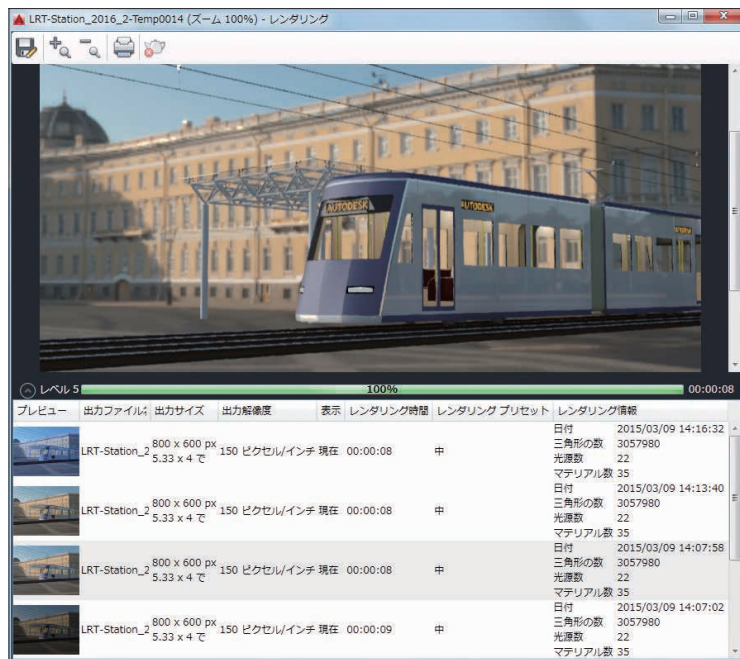 LRT-Station_2016_2-Temp0014 (ズーム 100%) - レンダリング
AUTODESK
AUTODESK
レベル 5
100%
00:00:08
プレビュー 出力ファイル名 出力サイズ 出力解像度 表示 レンダリング時間 レンダリング プリセット レンダリング情報
LRT-Station_2 800 x 600 px 150 ピクセル/インチ 現在 00:00:08 中
5.33 x 4 で
日付 2015/03/09 14:16:32
三角形の数 3057980
光源数 22
マテリアル数 35
LRT-Station_2 800 x 600 px 150 ピクセル/インチ 現在 00:00:08 中
5.33 x 4 で
日付 2015/03/09 14:13:40
三角形の数 3057980
光源数 22
マテリアル数 35
LRT-Station_2 800 x 600 px 150 ピクセル/インチ 現在 00:00:08 中
5.33 x 4 で
日付 2015/03/09 14:07:58
三角形の数 3057980
光源数 22
マテリアル数 35
LRT-Station_2 800 x 600 px 150 ピクセル/インチ 現在 00:00:09 中
5.33 x 4 で
日付 2015/03/09 14:07:02
三角形の数 3057980
光源数 22
マテリアル数 35